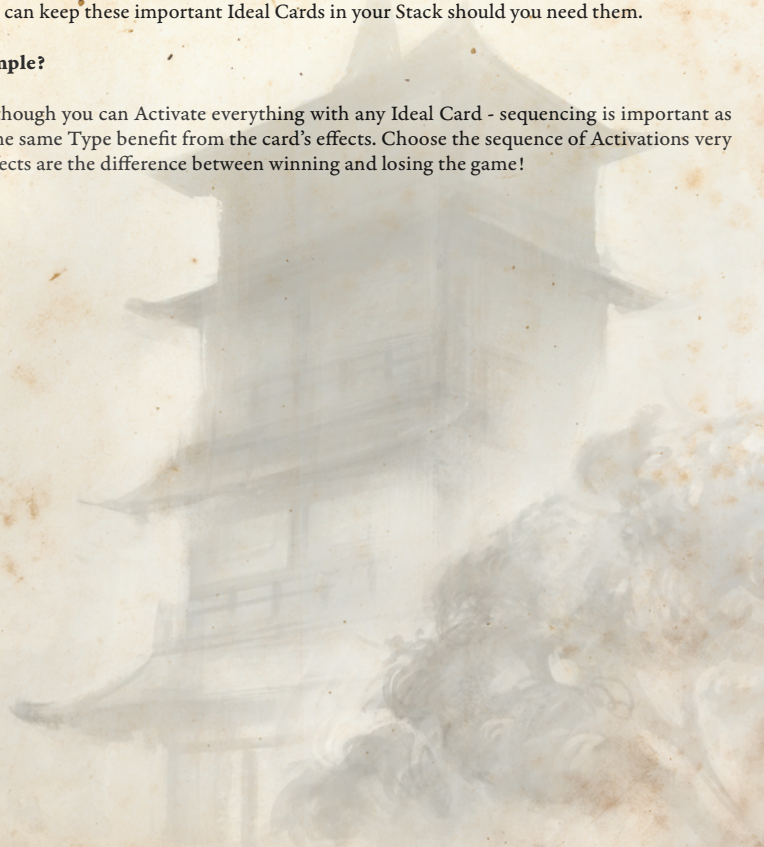 can keep these important Ideal Cards in your Stack should you need them.
mple?
though you can Activate everything with any Ideal Card - sequencing is important as
he same Type benefit from the card's effects. Choose the sequence of Activations very
ects are the difference between winning and losing the game!